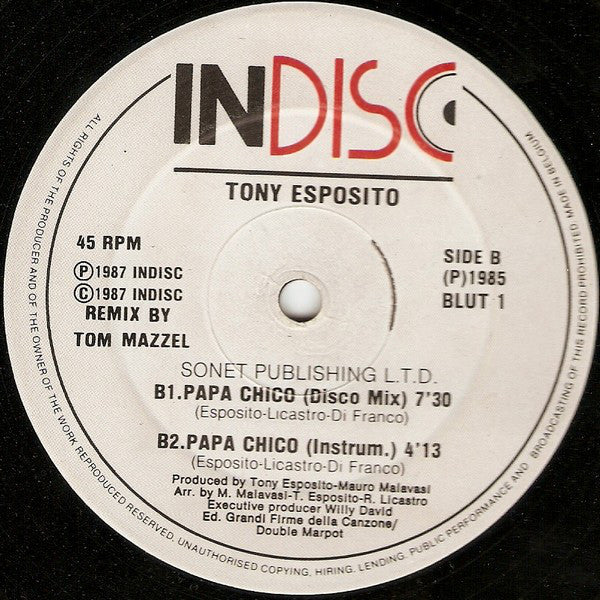 INDISC
TONY ESPOSITO
45 RPM
Ⓟ1987 INDISC
Ⓒ1987 INDISC
REMIX BY
TOM MAZZEL
SIDE B
(P)1985
BLUT 1
SONET PUBLISHING L.T.D.
B1.PAPA CHICO (Disco Mix) 7'30
(Esposito-Licastro-Di Franco)
B2.PAPA CHICO (Instrum.) 4'13
(Esposito-Licastro-Di Franco)
Produced by Tony Esposito-Mauro Malavasi
Arr. by M. Malavasi-T. Esposito-R. Licastro
Executive producer Willy David
Ed. Grandi Firme della Canzone/
Double Marpot
ALL RIGHTS OF THE PRODUCER AND OF THE OWNER OF THE WORK REPRODUCED RESERVED. UNAUTHORISED COPYING, HIRING. LENDING. PUBLIC PERFORMANCE AND BROADCASTING OF THIS RECORD PROHIBITED. MADE IN BELGIUM